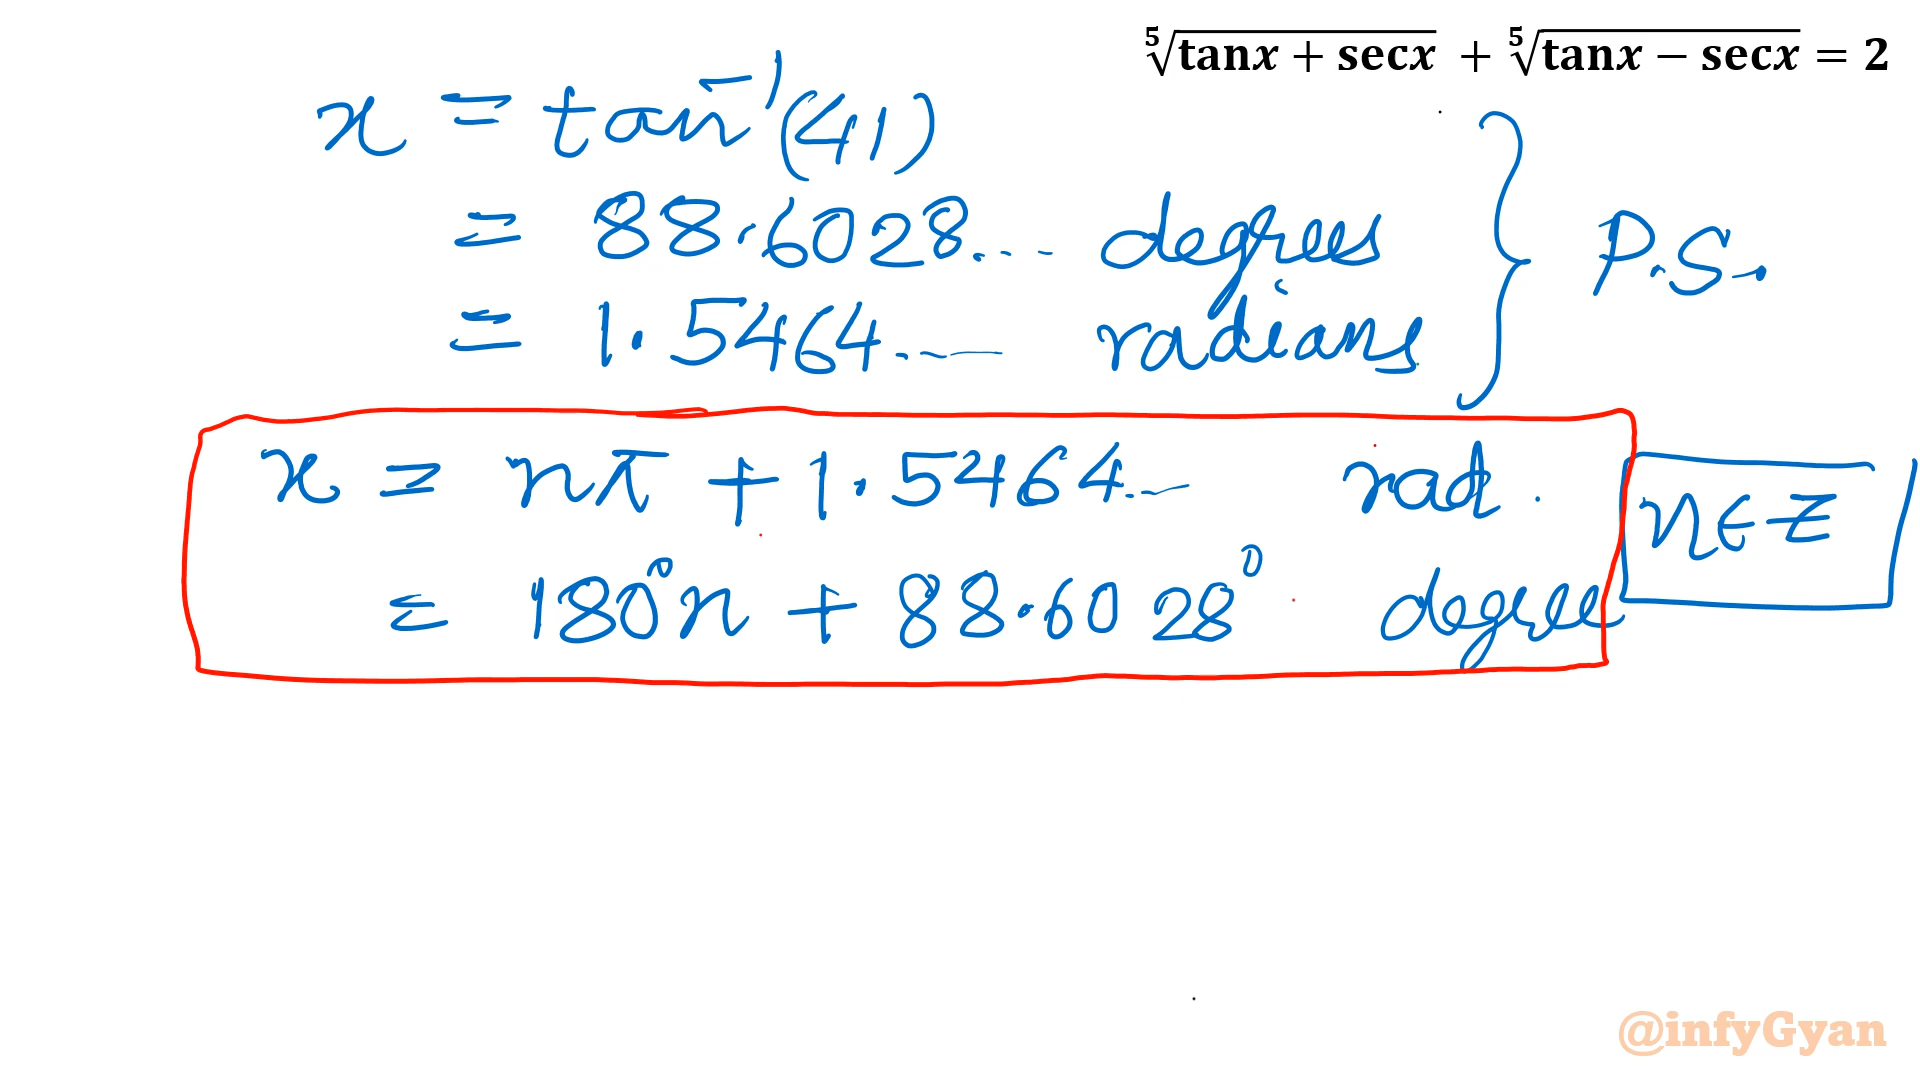 ⁵√(tanx + secx) + ⁵√(tanx − secx) = 2
x = tan⁻¹(41)
= 88.6028... degrees
= 1.5464.... radians
P.S.
x = nπ + 1.5464... rad.
n ∈ Z
= 180°n + 88.6028° degree
@infyGyan